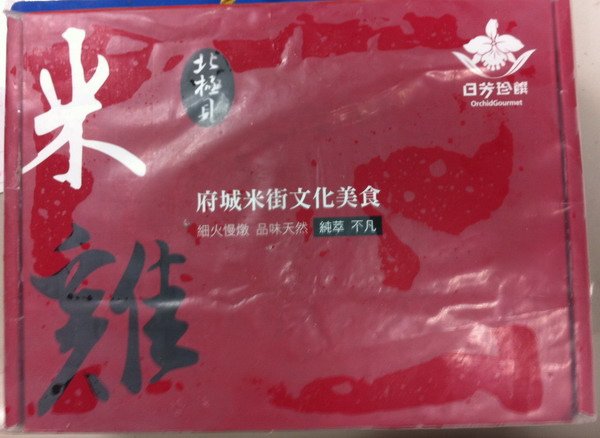 米
雞
北極貝
日芳珍饌
OrchidGourmet
府城米街文化美食
細火慢燉 品味天然 純萃 不凡